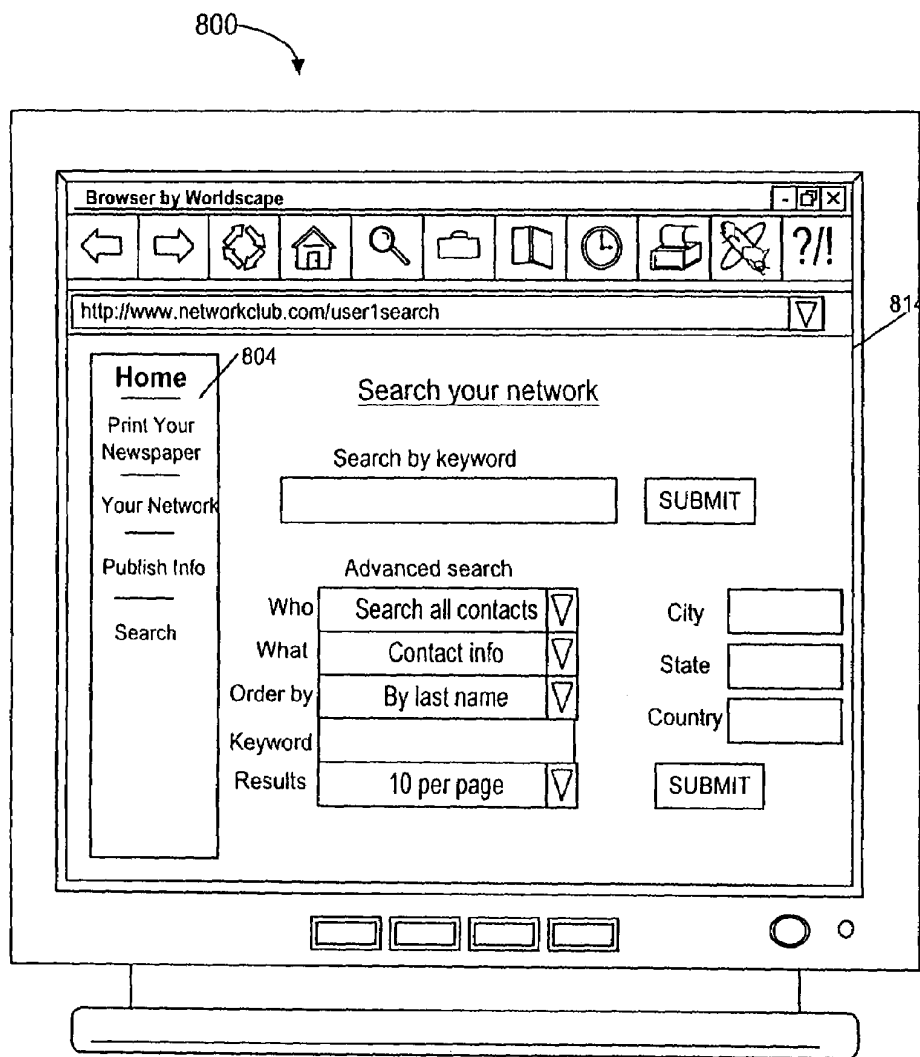 800
Browser by Worldscape
?/!
http://www.networkclub.com/user1search
814
804
Home
Print Your
Newspaper
Your Network
Publish Info
Search
Search your network
Search by keyword
SUBMIT
Advanced search
Who Search all contacts
What Contact info
Order by By last name
Keyword
Results 10 per page
City
State
Country
SUBMIT